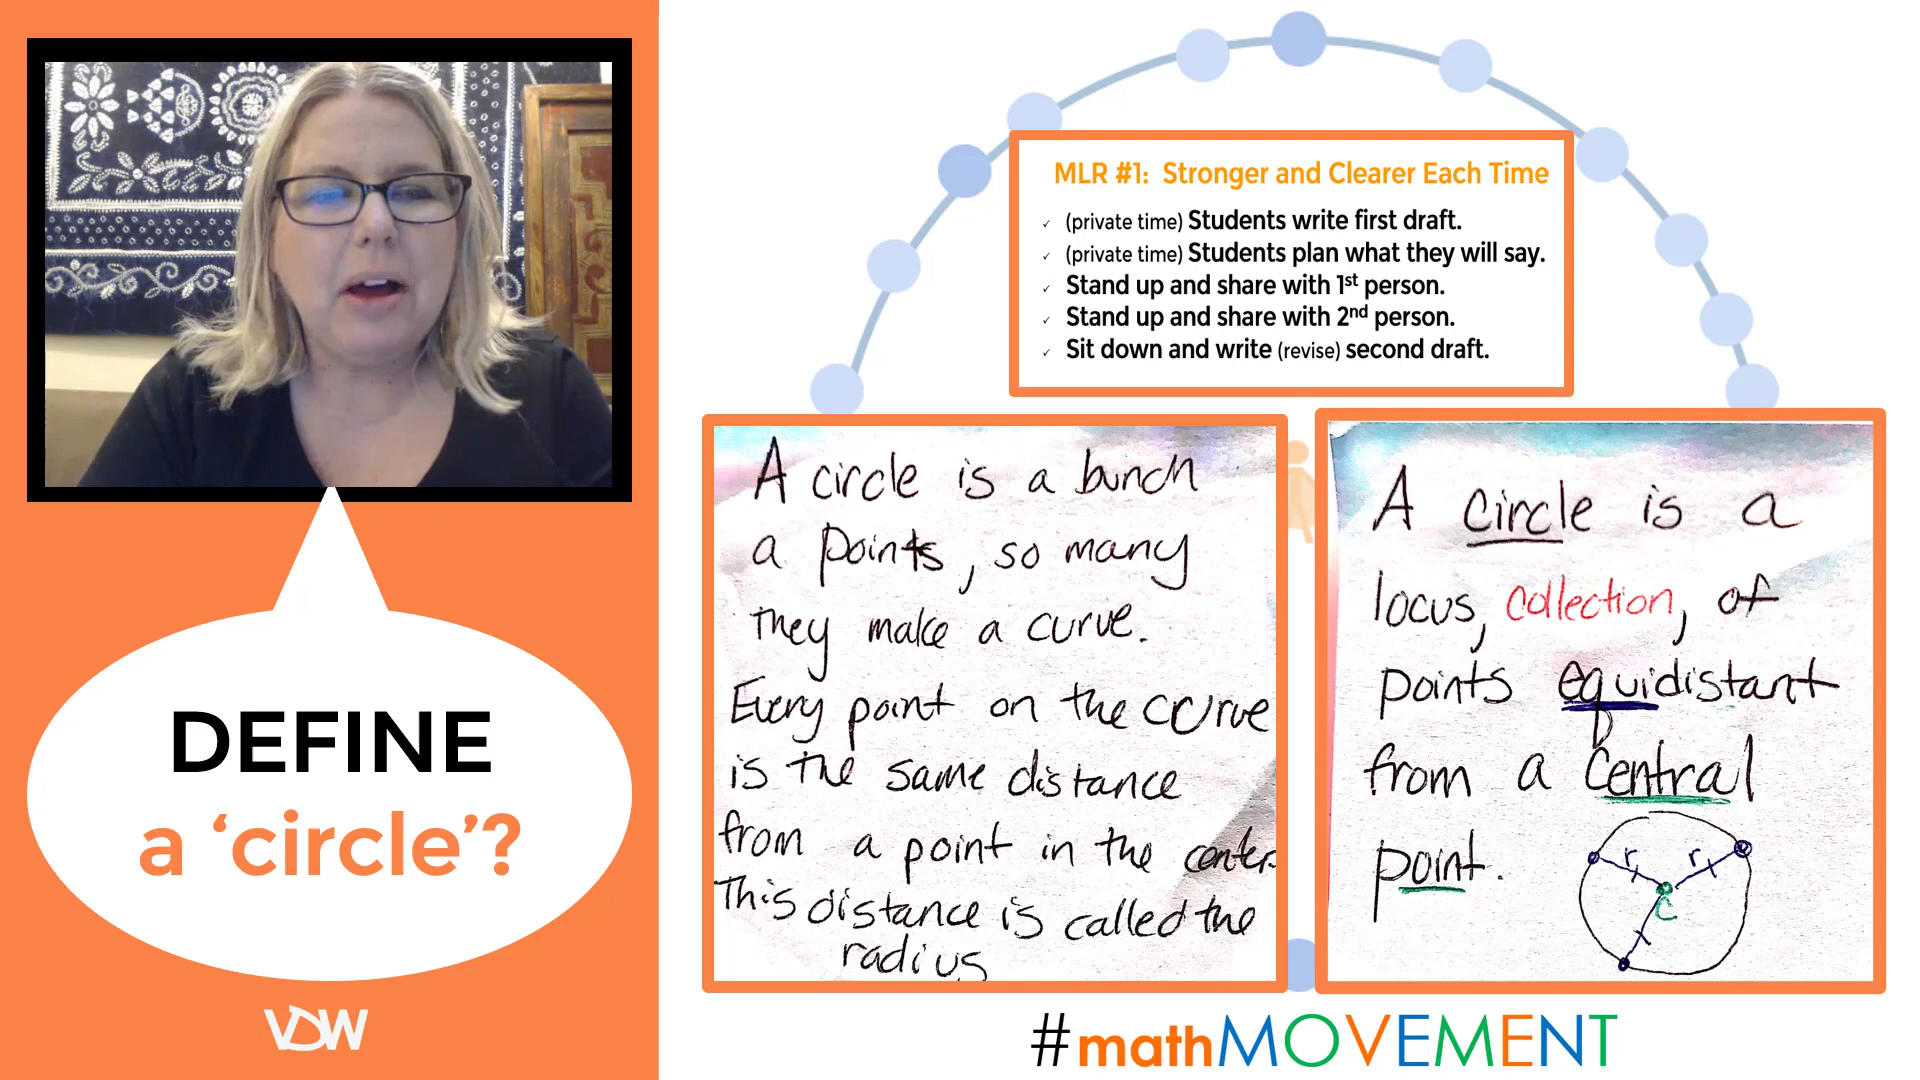 DEFINE
a ‘circle’?
VDW
MLR #1: Stronger and Clearer Each Time
✓ (private time) Students write first draft.
✓ (private time) Students plan what they will say.
✓ Stand up and share with 1st person.
✓ Stand up and share with 2nd person.
✓ Sit down and write (revise) second draft.
A circle is a bunch
a points, so many
they make a curve.
Every point on the curve
is the same distance
from a point in the center.
This distance is called the
radius
A circle is a
locus, collection, of
points equidistant
from a central
point.
r r
C
#mathMOVEMENT